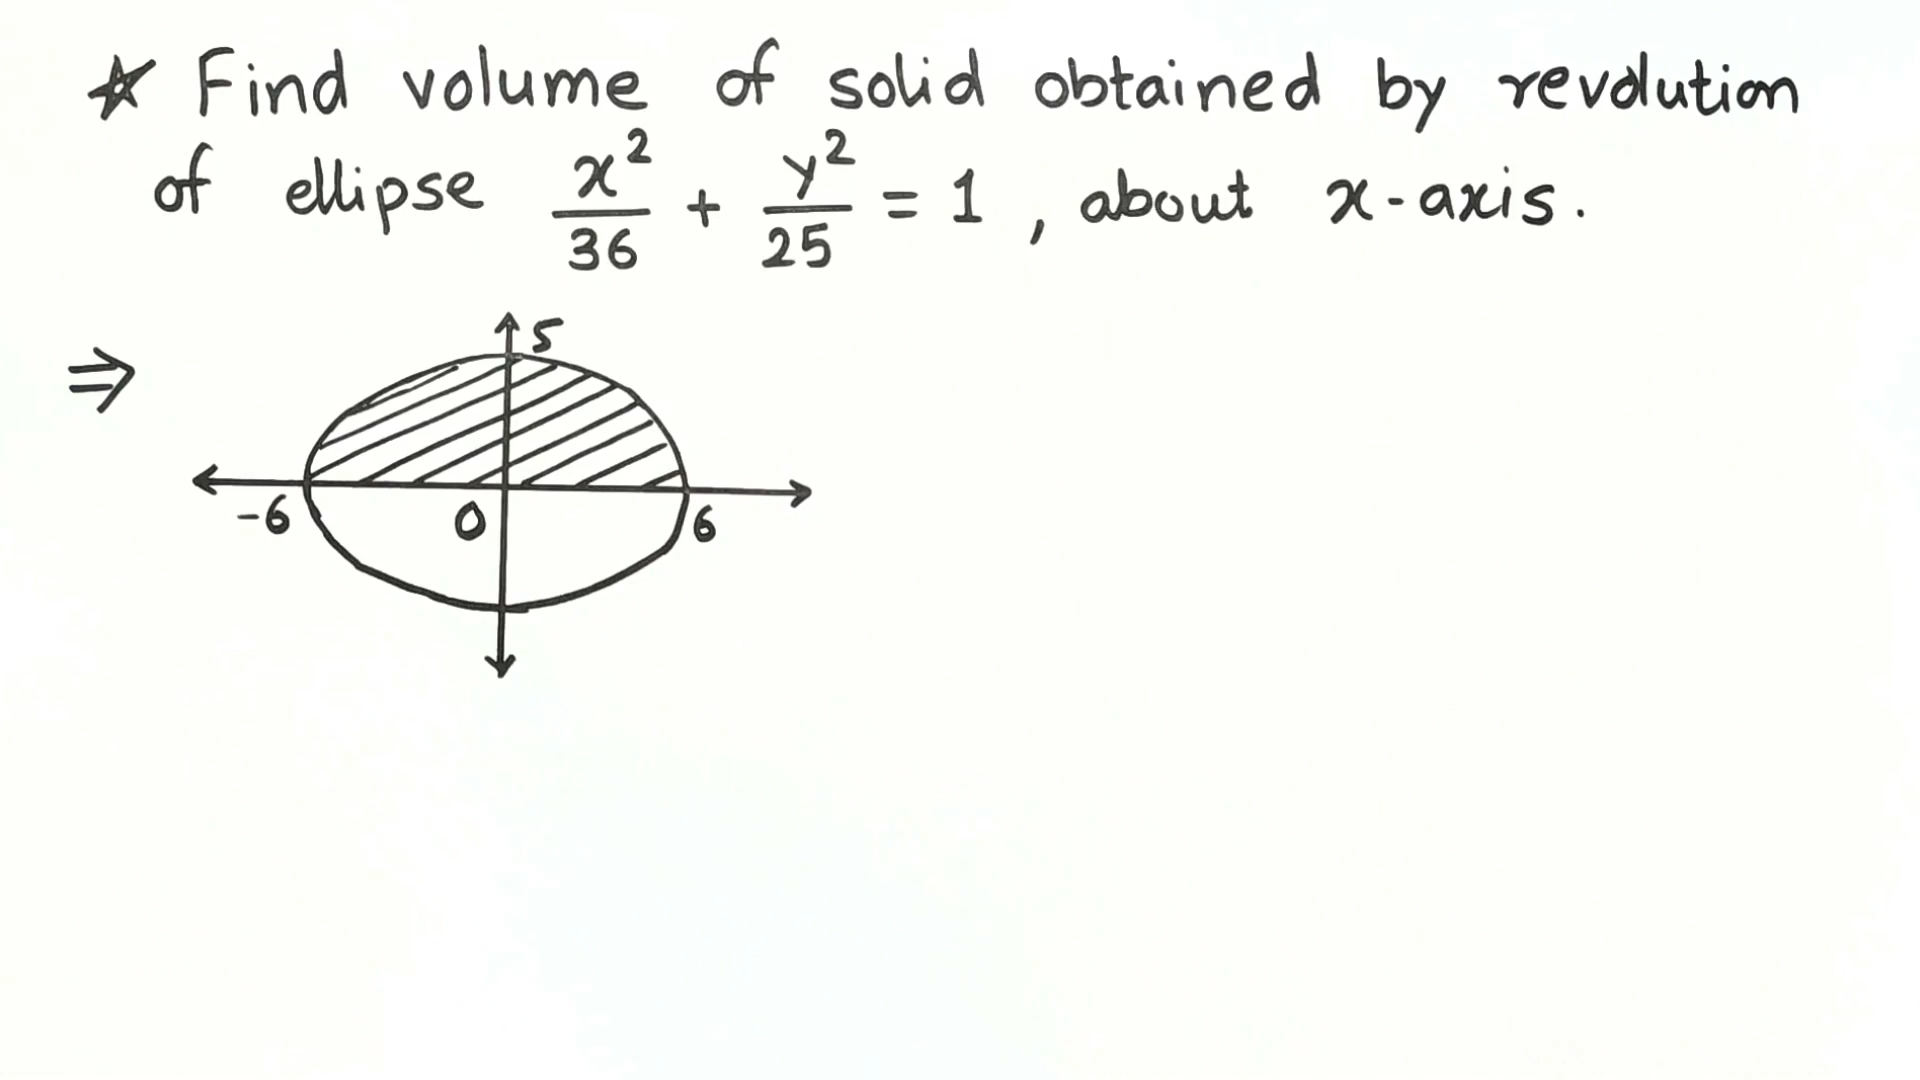 ☆ Find volume of solid obtained by revolution
of ellipse x²/36 + y²/25 = 1 , about x-axis.
⇒
5
-6 0 6